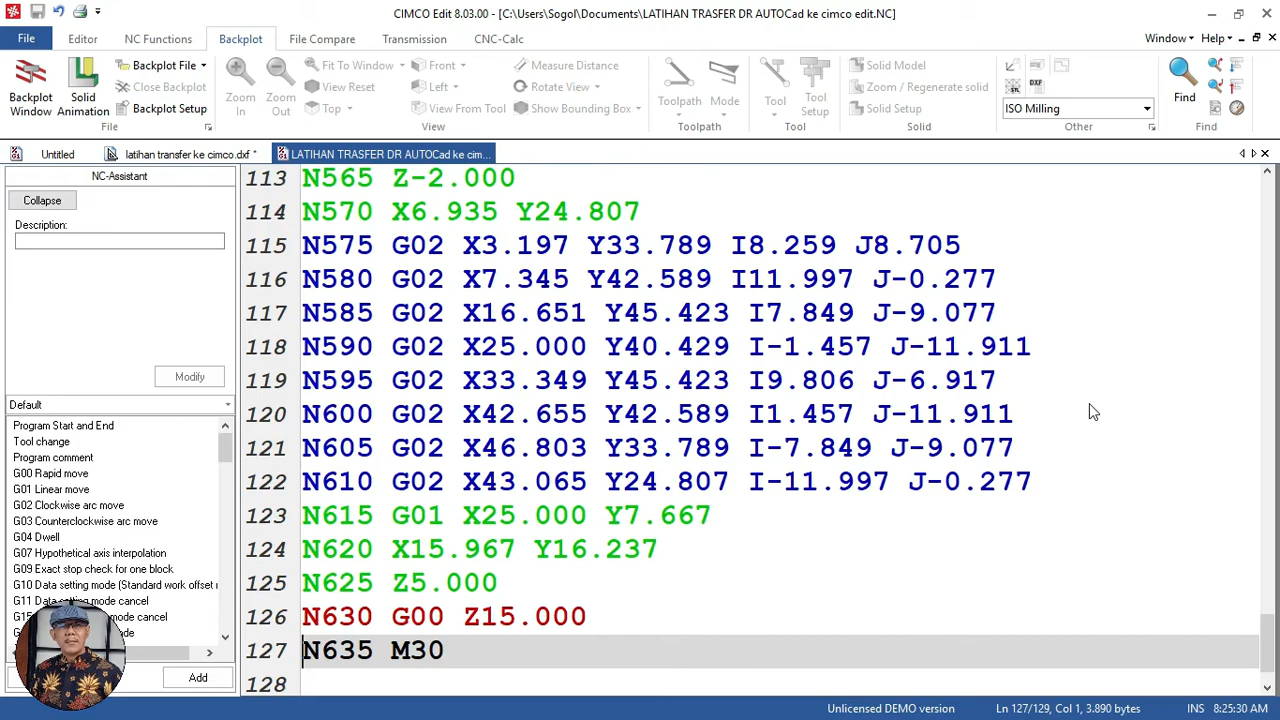 CIMCO Edit 8.03.00 - [C:\Users\Sogol\Documents\LATIHAN TRASFER DR AUTOCad ke cimco edit.NC]
File Editor NC Functions Backplot File Compare Transmission CNC-Calc Window Help
Backplot Window
Solid Animation
Backplot File
Close Backplot
Backplot Setup
File
Zoom In
Zoom Out
Fit To Window
View Reset
Top
Front
Left
View From Tool
Measure Distance
Rotate View
Show Bounding Box
View
Toolpath
Mode
Toolpath
Tool
Tool Setup
Tool
Solid Model
Zoom / Regenerate solid
Solid Setup
Solid
DXF
ISO Milling
Other
Find
Find
Untitled
latihan transfer ke cimco.dxf *
LATIHAN TRASFER DR AUTOCad ke cim...
NC-Assistant
Collapse
Description:
Modify
Default
Program Start and End
Tool change
Program comment
G00 Rapid move
G01 Linear move
G02 Clockwise arc move
G03 Counterclockwise arc move
G04 Dwell
G07 Hypothetical axis interpolation
G09 Exact stop check for one block
G10 Data setting mode (Standard work offset
G11 Data setting mode cancel
Add
113 N565 Z-2.000
114 N570 X6.935 Y24.807
115 N575 G02 X3.197 Y33.789 I8.259 J8.705
116 N580 G02 X7.345 Y42.589 I11.997 J-0.277
117 N585 G02 X16.651 Y45.423 I7.849 J-9.077
118 N590 G02 X25.000 Y40.429 I-1.457 J-11.911
119 N595 G02 X33.349 Y45.423 I9.806 J-6.917
120 N600 G02 X42.655 Y42.589 I1.457 J-11.911
121 N605 G02 X46.803 Y33.789 I-7.849 J-9.077
122 N610 G02 X43.065 Y24.807 I-11.997 J-0.277
123 N615 G01 X25.000 Y7.667
124 N620 X15.967 Y16.237
125 N625 Z5.000
126 N630 G00 Z15.000
127 N635 M30
128
Unlicensed DEMO version Ln 127/129, Col 1, 3.890 bytes INS 8:25:30 AM